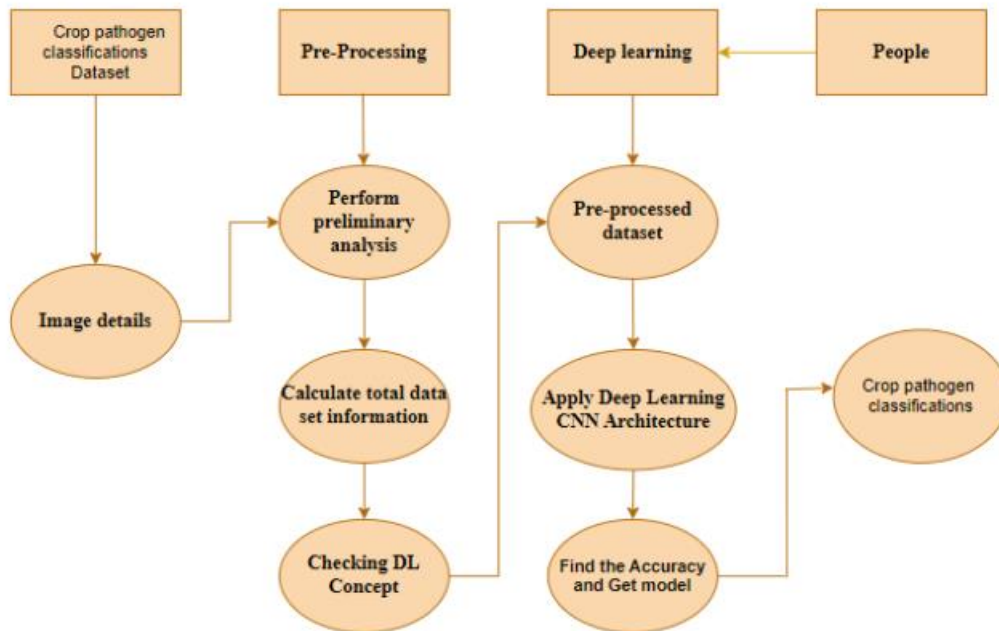 Crop pathogen
classifications
Dataset
Pre-Processing
Deep learning
People
Perform
preliminary
analysis
Pre-processed
dataset
Image details
Calculate total data
set information
Apply Deep Learning
CNN Architecture
Crop pathogen
classifications
Checking DL
Concept
Find the Accuracy
and Get model